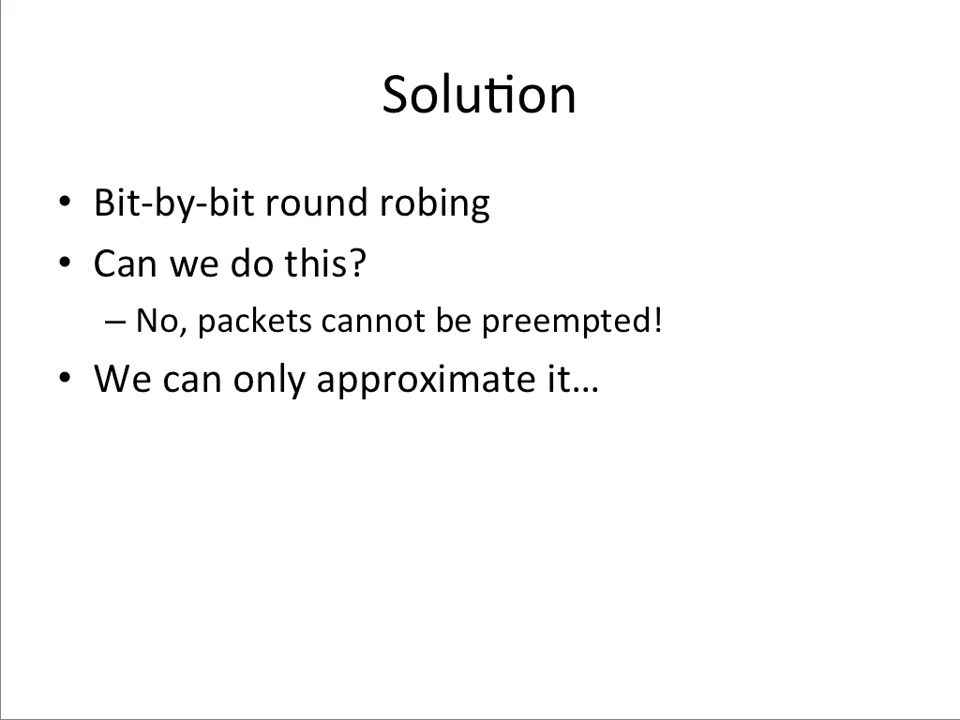 Solution
• Bit-by-bit round robing
• Can we do this?
– No, packets cannot be preempted!
• We can only approximate it…